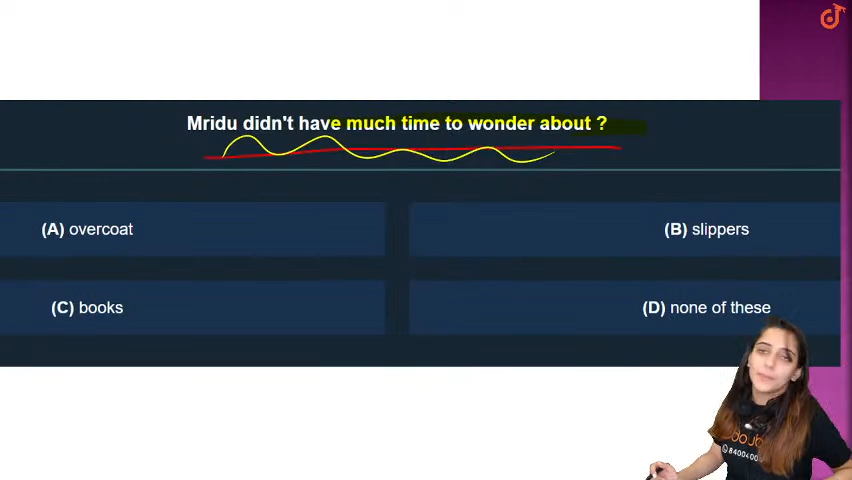 Mridu didn't have much time to wonder about ?
(A) overcoat
(B) slippers
(C) books
(D) none of these